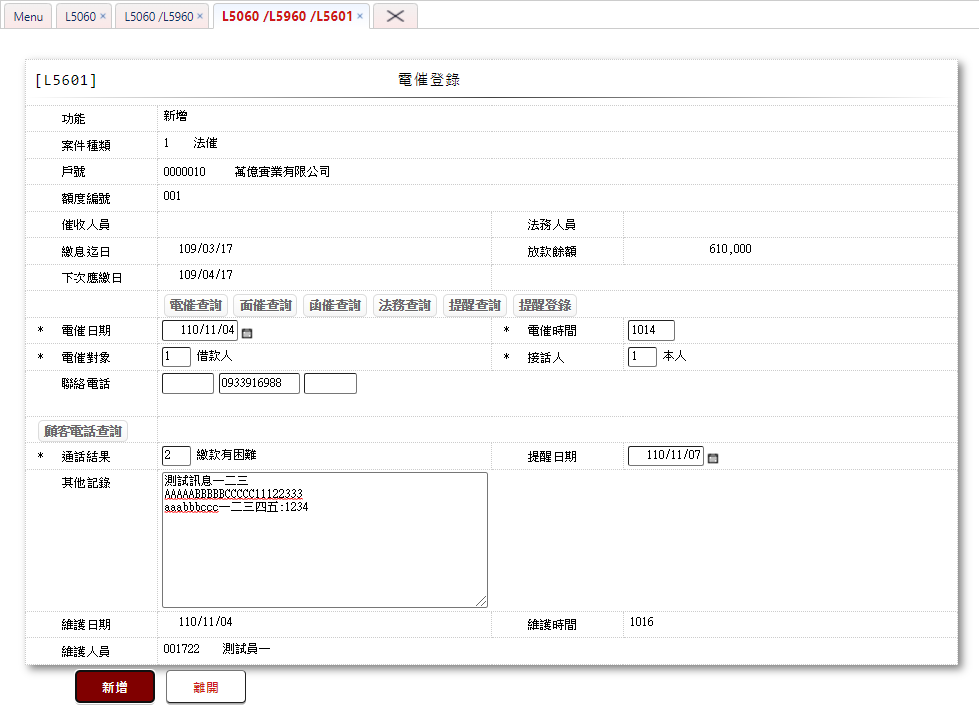 Menu L5060 × L5060 /L5960 × L5060 /L5960 /L5601 ×
[L5601] 電催登錄
功能 新增
案件種類 1 法催
戶號 0000010 萬億實業有限公司
額度編號 001
催收人員 法務人員
繳息迄日 109/03/17 放款餘額 610,000
下次應繳日 109/04/17
電催查詢 面催查詢 函催查詢 法務查詢 提醒查詢 提醒登錄
* 電催日期 110/11/04 * 電催時間 1014
* 電催對象 1 借款人 * 接話人 1 本人
聯絡電話 0933916988
顧客電話查詢
* 通話結果 2 繳款有困難 提醒日期 110/11/07
其他記錄 測試訊息一二三
AAAAABBBBBCCCCC11122333
aaabbbccc一二三四五:1234
維護日期 110/11/04 維護時間 1016
維護人員 001722 測試員一
新增 離開